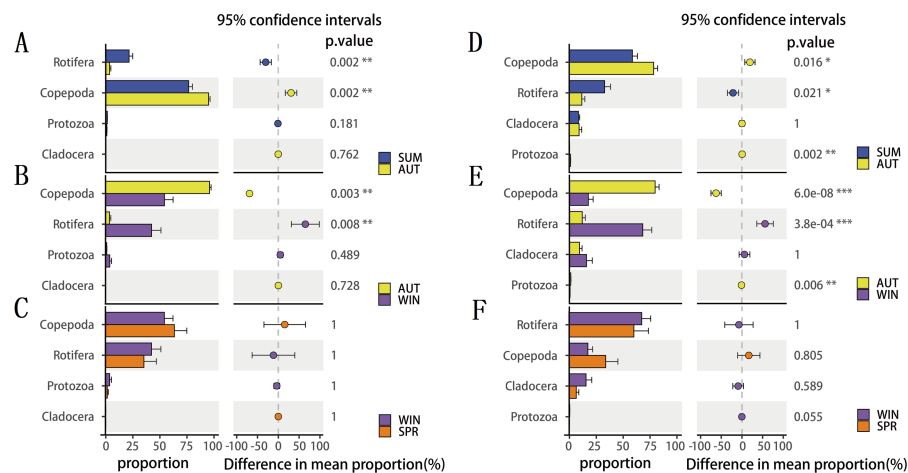 95% confidence intervals
A
p.value
Rotifera 0.002 **
Copepoda 0.002 **
Protozoa 0.181
Cladocera 0.762
SUM
AUT
B
Copepoda 0.003 **
Rotifera 0.008 **
Protozoa 0.489
Cladocera 0.728
AUT
WIN
C
Copepoda 1
Rotifera 1
Protozoa 1
Cladocera 1
WIN
SPR
0 25 50 75 100 -100 -50 0 50 100
proportion Difference in mean proportion(%)
95% confidence intervals
D
p.value
Copepoda 0.016 *
Rotifera 0.021 *
Cladocera 1
Protozoa 0.002 **
SUM
AUT
E
Copepoda 6.0e-08 ***
Rotifera 3.8e-04 ***
Cladocera 1
Protozoa 0.006 **
AUT
WIN
F
Rotifera 1
Copepoda 0.805
Cladocera 0.589
Protozoa 0.055
WIN
SPR
0 25 50 75 100 -100 -50 0 50 100
proportion Difference in mean proportion(%)